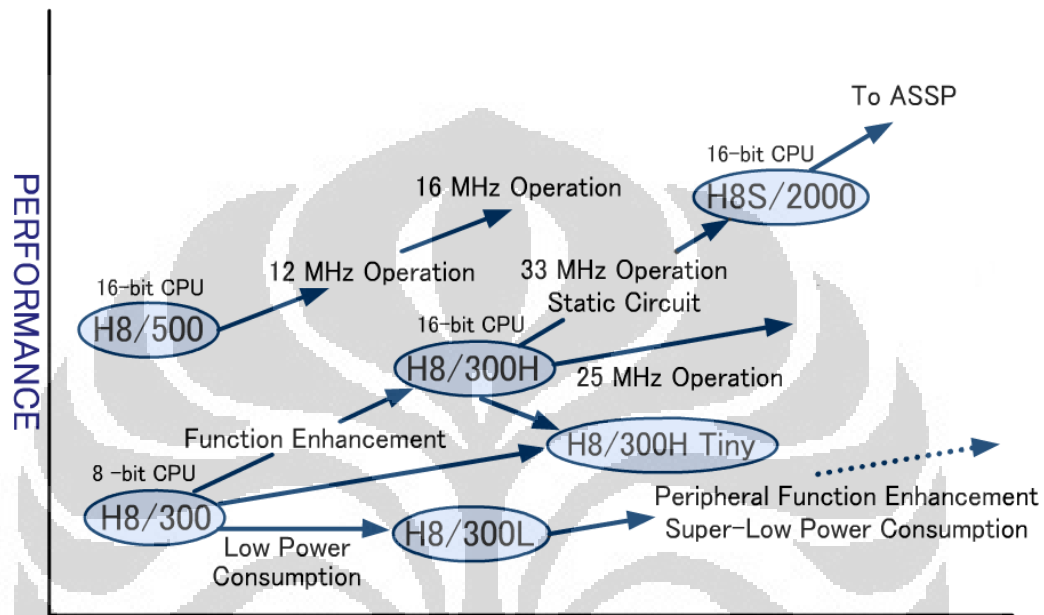 To ASSP
16-bit CPU
H8S/2000
PERFORMANCE
16 MHz Operation
12 MHz Operation
33 MHz Operation
Static Circuit
16-bit CPU
H8/500
16-bit CPU
H8/300H
25 MHz Operation
Function Enhancement
H8/300H Tiny
8 -bit CPU
H8/300
Peripheral Function Enhancement
Super-Low Power Consumption
H8/300L
Low Power
Consumption